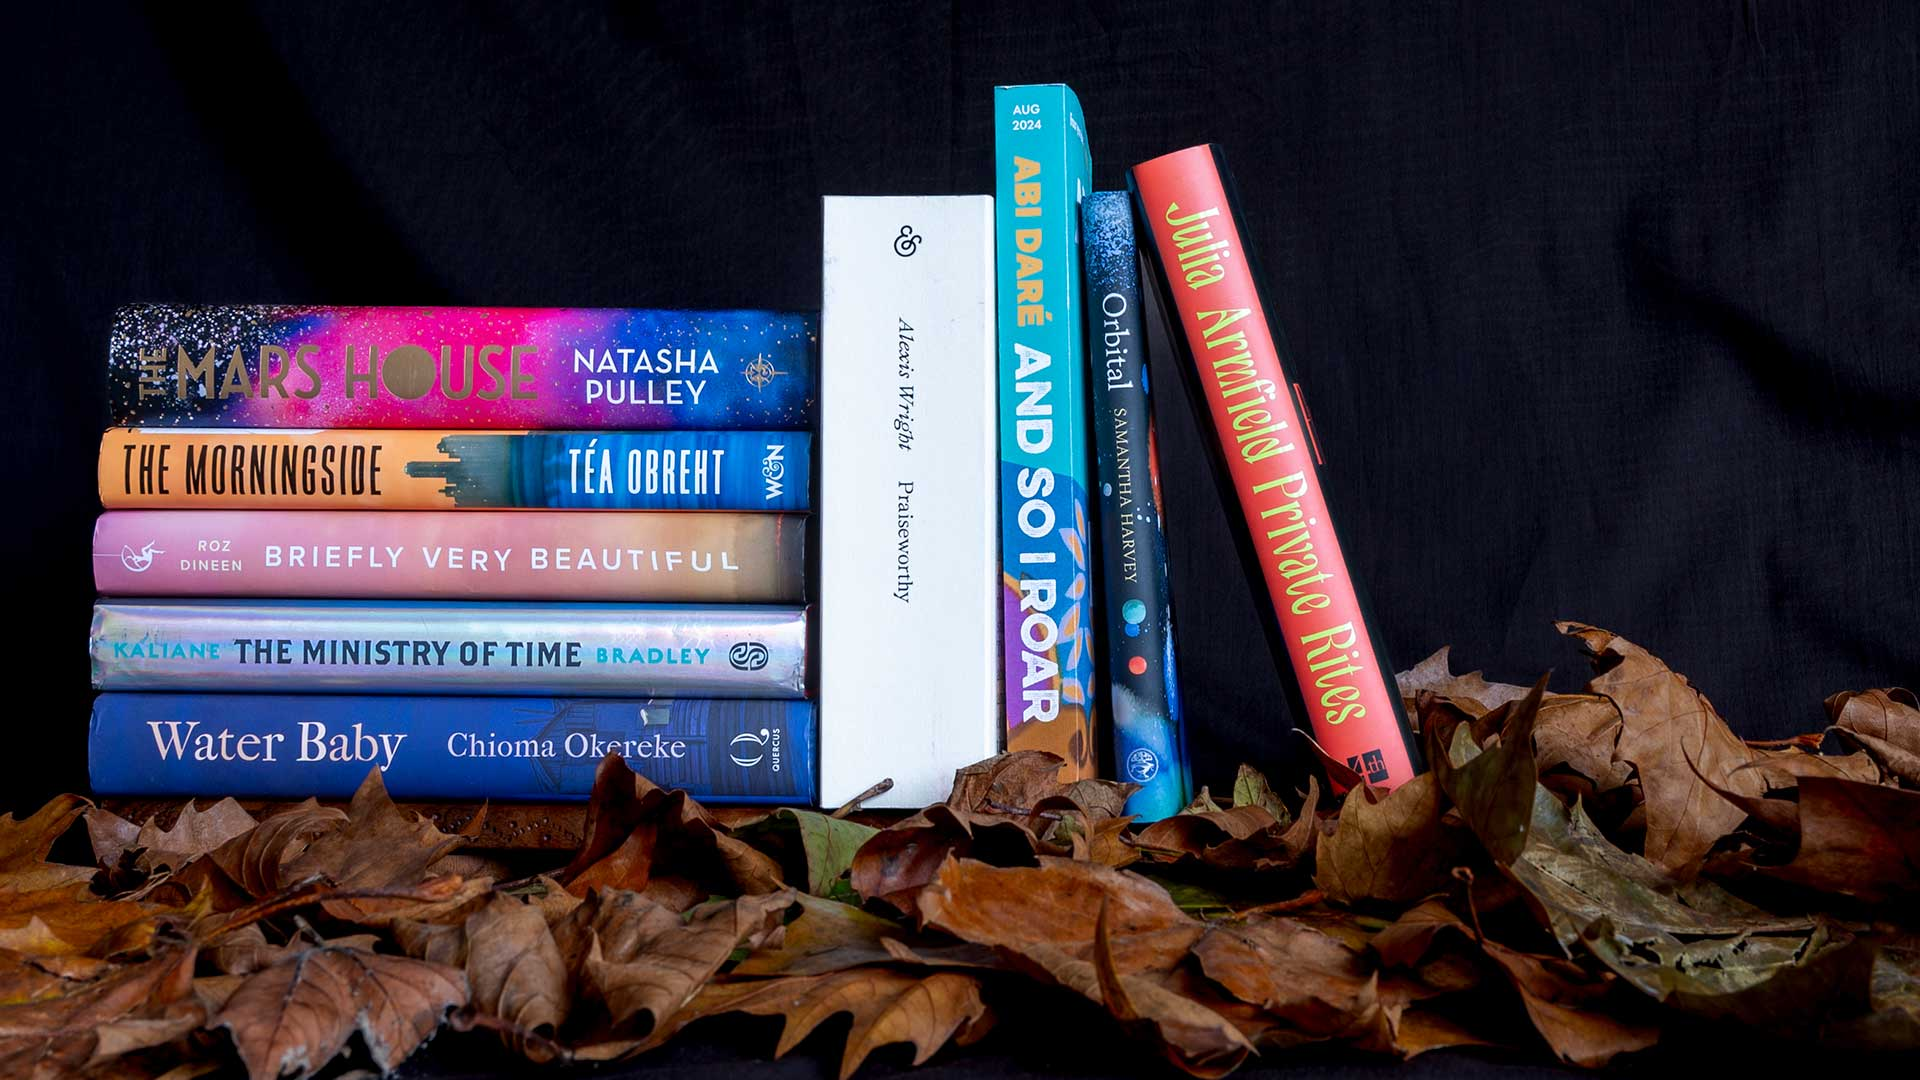 THE MARS HOUSE
NATASHA
PULLEY
THE MORNINGSIDE
TÉA OBREHT
W&N
ROZ
DINEEN
BRIEFLY VERY BEAUTIFUL
KALIANE THE MINISTRY OF TIME BRADLEY
Water Baby Chioma Okereke
QUERCUS
Alexis Wright Praiseworthy
AUG
2024
ABI DARÉ AND SO I ROAR
Orbital SAMANTHA HARVEY
Julia Armfield Private Rites
4th